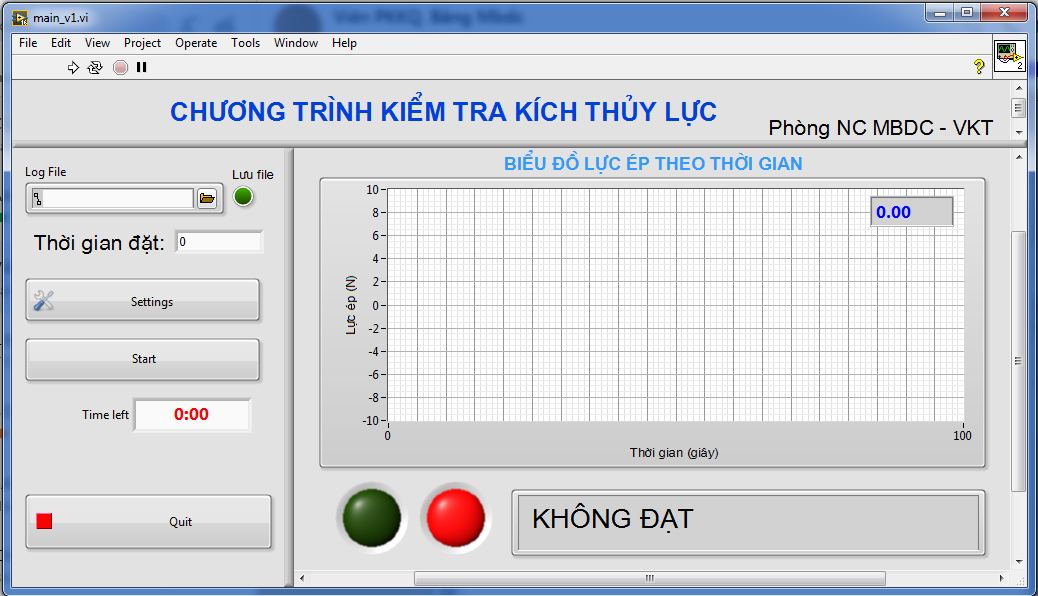 main_v1.vi
File Edit View Project Operate Tools Window Help
2
CHƯƠNG TRÌNH KIỂM TRA KÍCH THỦY LỰC
Phòng NC MBDC - VKT
Log File
Lưu file
Thời gian đặt: 0
Settings
Start
Time left 0:00
Quit
BIỂU ĐỒ LỰC ÉP THEO THỜI GIAN
0.00
Lực ép (N)
10
8
6
4
2
0
-2
-4
-6
-8
-10
0 100
Thời gian (giây)
KHÔNG ĐẠT